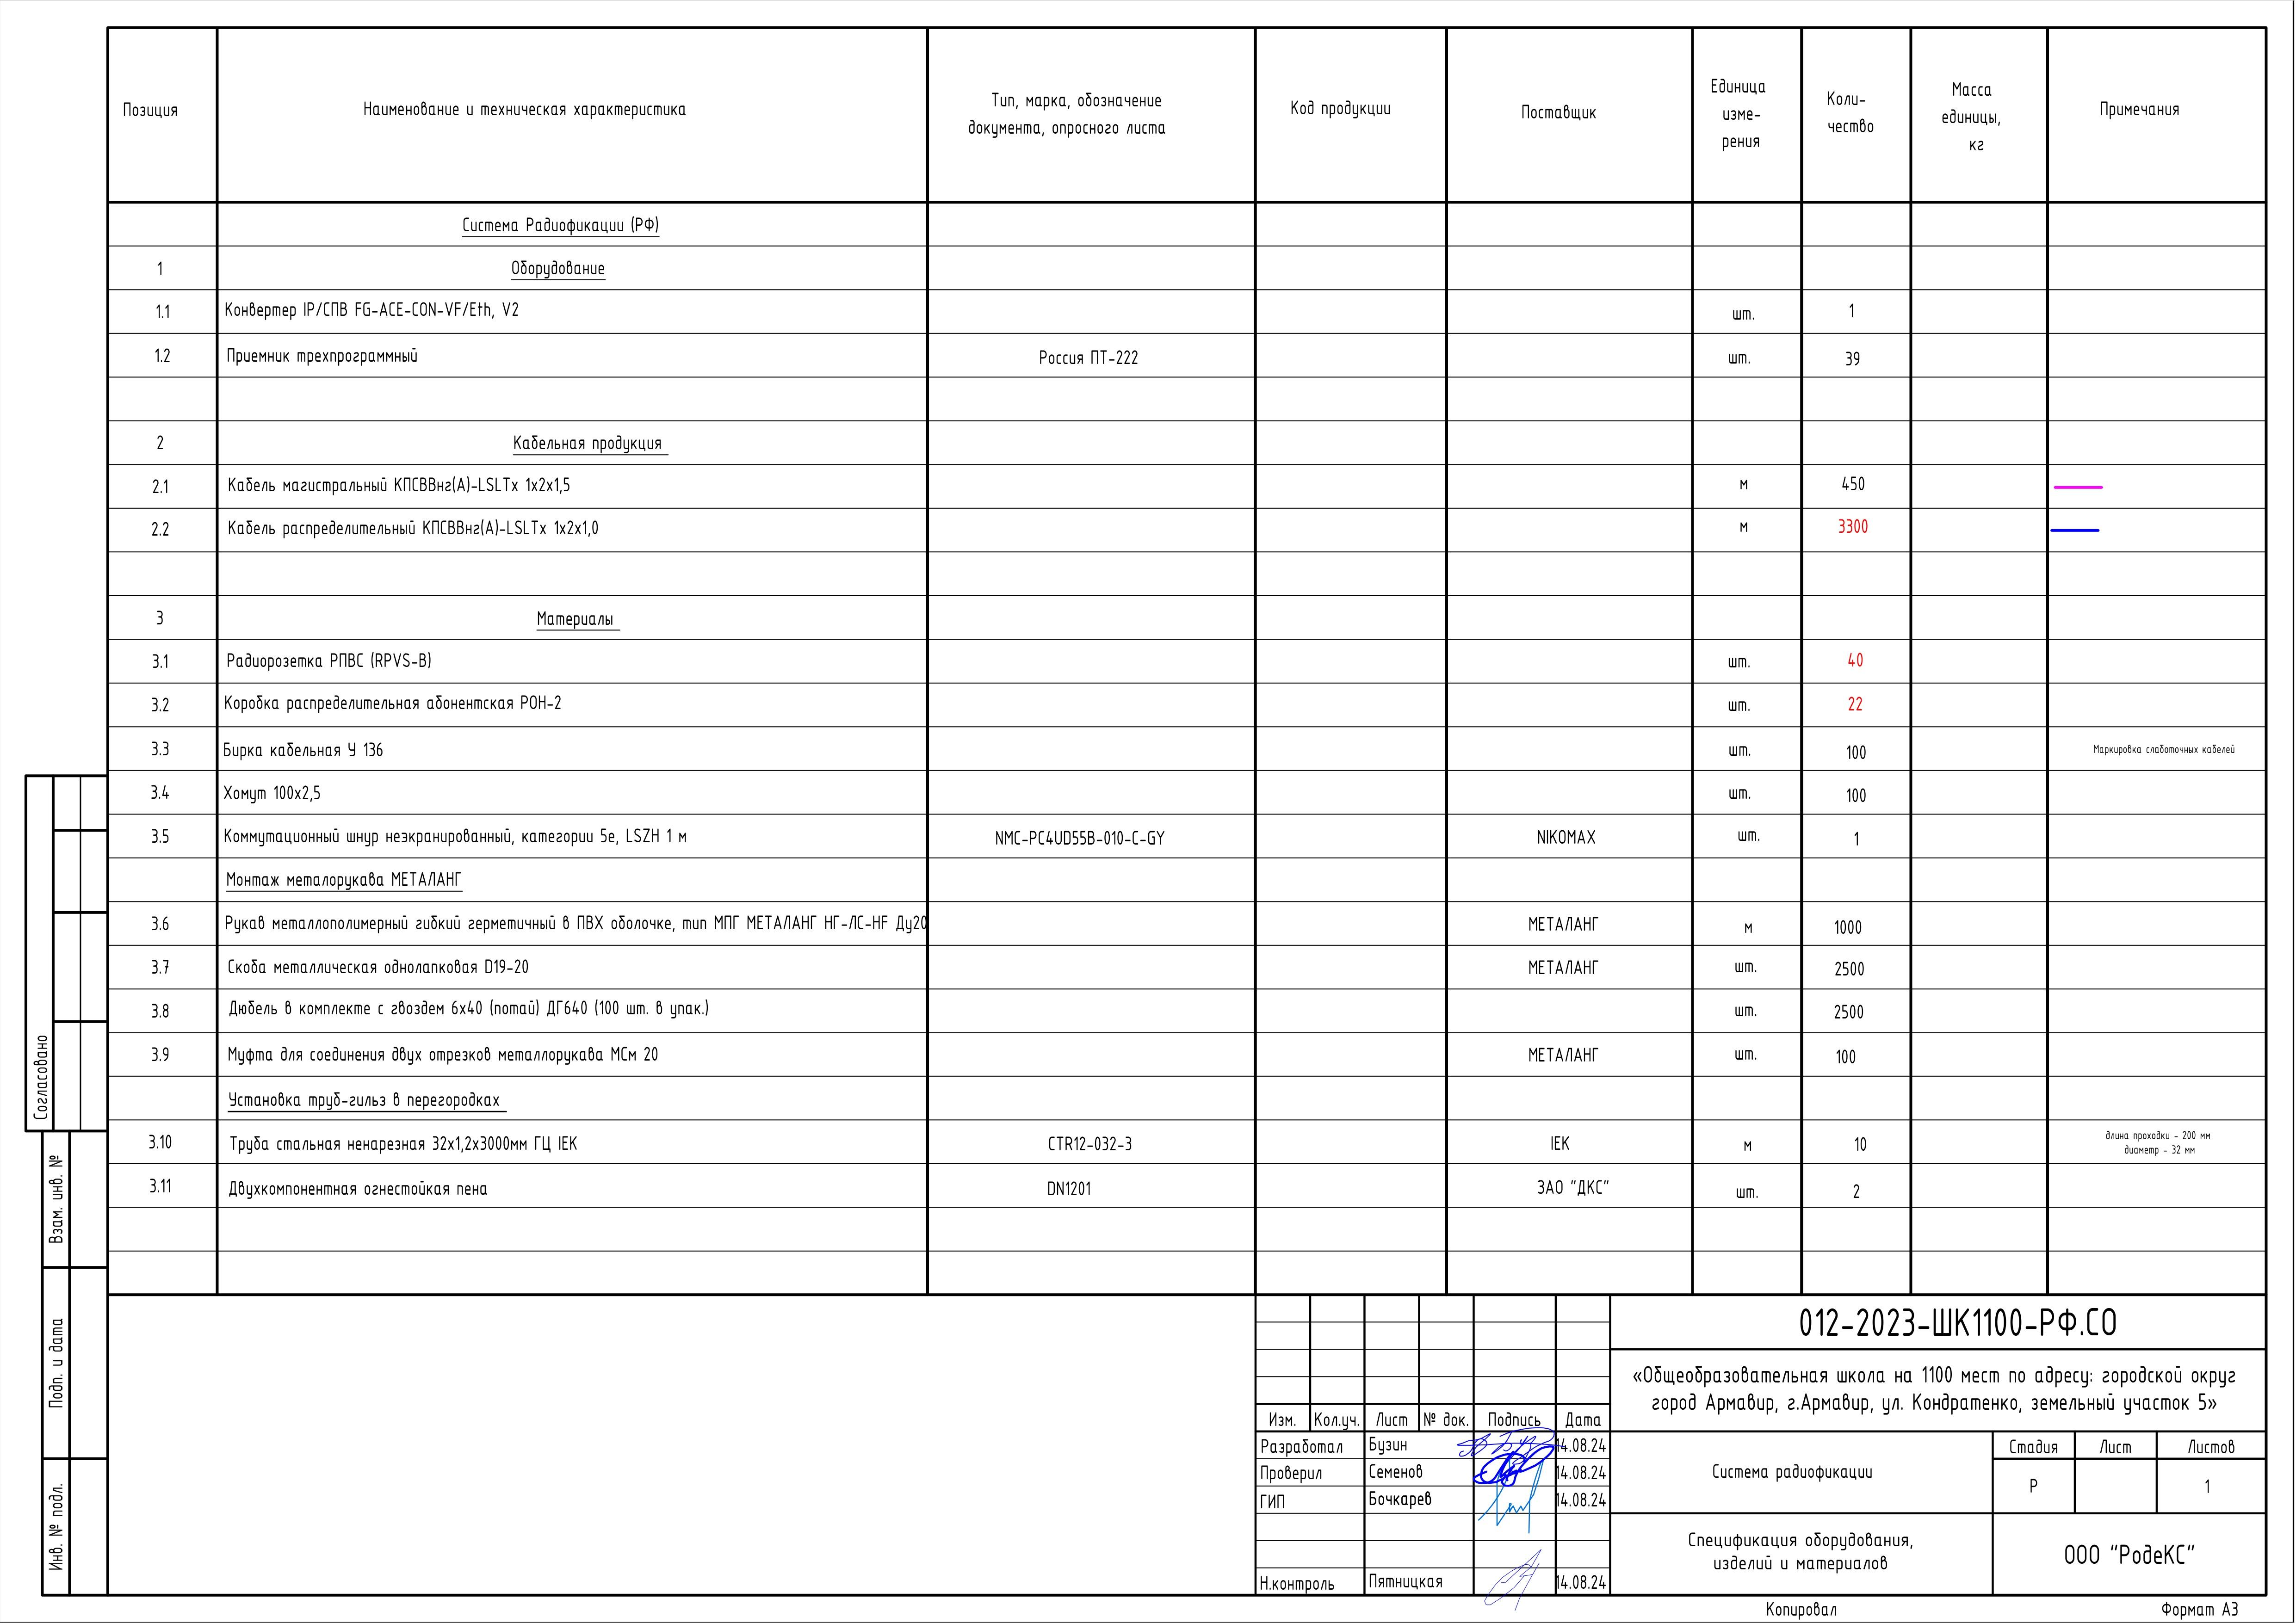 Позиция
Наименование и техническая характеристика
Тип, марка, обозначение
документа, опросного листа
Код продукции
Поставщик
Единица
изме-
рения
Коли-
чество
Масса
единицы,
кг
Примечания
Система Радиофикации (РФ)
1 Оборудование
1.1 Конвертер IP/СПВ FG-ACE-CON-VF/Eth, V2 шт. 1
1.2 Приемник трехпрограммный Россия ПТ-222 шт. 39
2 Кабельная продукция
2.1 Кабель магистральный КПСВВнг(А)-LSLTx 1х2х1,5 м 450
2.2 Кабель распределительный КПСВВнг(А)-LSLTx 1х2х1,0 м 3300
3 Материалы
3.1 Радиорозетка РПВС (RPVS-B) шт. 40
3.2 Коробка распределительная абонентская РОН-2 шт. 22
3.3 Бирка кабельная У 136 шт. 100 Маркировка слаботочных кабелей
3.4 Хомут 100х2,5 шт. 100
3.5 Коммутационный шнур неэкранированный, категории 5е, LSZH 1 м NMC-PC4UD55B-010-C-GY NIKOMAX шт. 1
Монтаж металорукава МЕТАЛАНГ
3.6 Рукав металлополимерный гибкий герметичный в ПВХ оболочке, тип МПГ МЕТАЛАНГ НГ-ЛС-HF Ду20 МЕТАЛАНГ м 1000
3.7 Скоба металлическая однолапковая D19-20 МЕТАЛАНГ шт. 2500
3.8 Дюбель в комплекте с гвоздем 6х40 (потай) ДГ640 (100 шт. в упак.) шт. 2500
3.9 Муфта для соединения двух отрезков металлорукава МСм 20 МЕТАЛАНГ шт. 100
Установка труб-гильз в перегородках
3.10 Труба стальная ненарезная 32х1,2х3000мм ГЦ IEK CTR12-032-3 IEK м 10 длина проходки - 200 мм
диаметр - 32 мм
3.11 Двухкомпонентная огнестойкая пена DN1201 ЗАО "ДКС" шт. 2
Согласовано
Взам. инв. №
Подп. и дата
Инв. № подл.
012-2023-ШК1100-РФ.СО
«Общеобразовательная школа на 1100 мест по адресу: городской округ
город Армавир, г.Армавир, ул. Кондратенко, земельный участок 5»
Изм. Кол.уч. Лист № док. Подпись Дата
Разработал Бузин 14.08.24
Проверил Семенов 14.08.24
ГИП Бочкарев 14.08.24
Н.контроль Пятницкая 14.08.24
Система радиофикации
Стадия Лист Листов
Р 1
Спецификация оборудования,
изделий и материалов
ООО "РодеКС"
Копировал
Формат А3